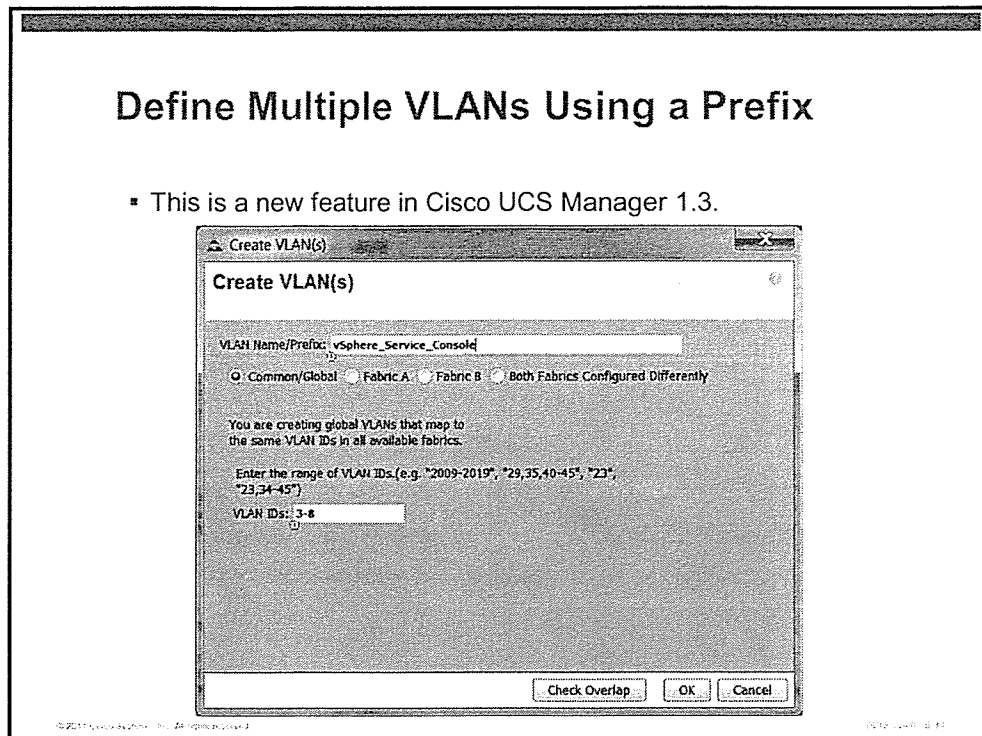 Define Multiple VLANs Using a Prefix
▪ This is a new feature in Cisco UCS Manager 1.3.
Create VLAN(s)
Create VLAN(s)
VLAN Name/Prefix: vSphere_Service_Console
Common/Global Fabric A Fabric B Both Fabrics Configured Differently
You are creating global VLANs that map to
the same VLAN IDs in all available fabrics.
Enter the range of VLAN IDs.(e.g. "2009-2019", "29,35,40-45", "23",
"23,34-45")
VLAN IDs: 3-8
Check Overlap OK Cancel